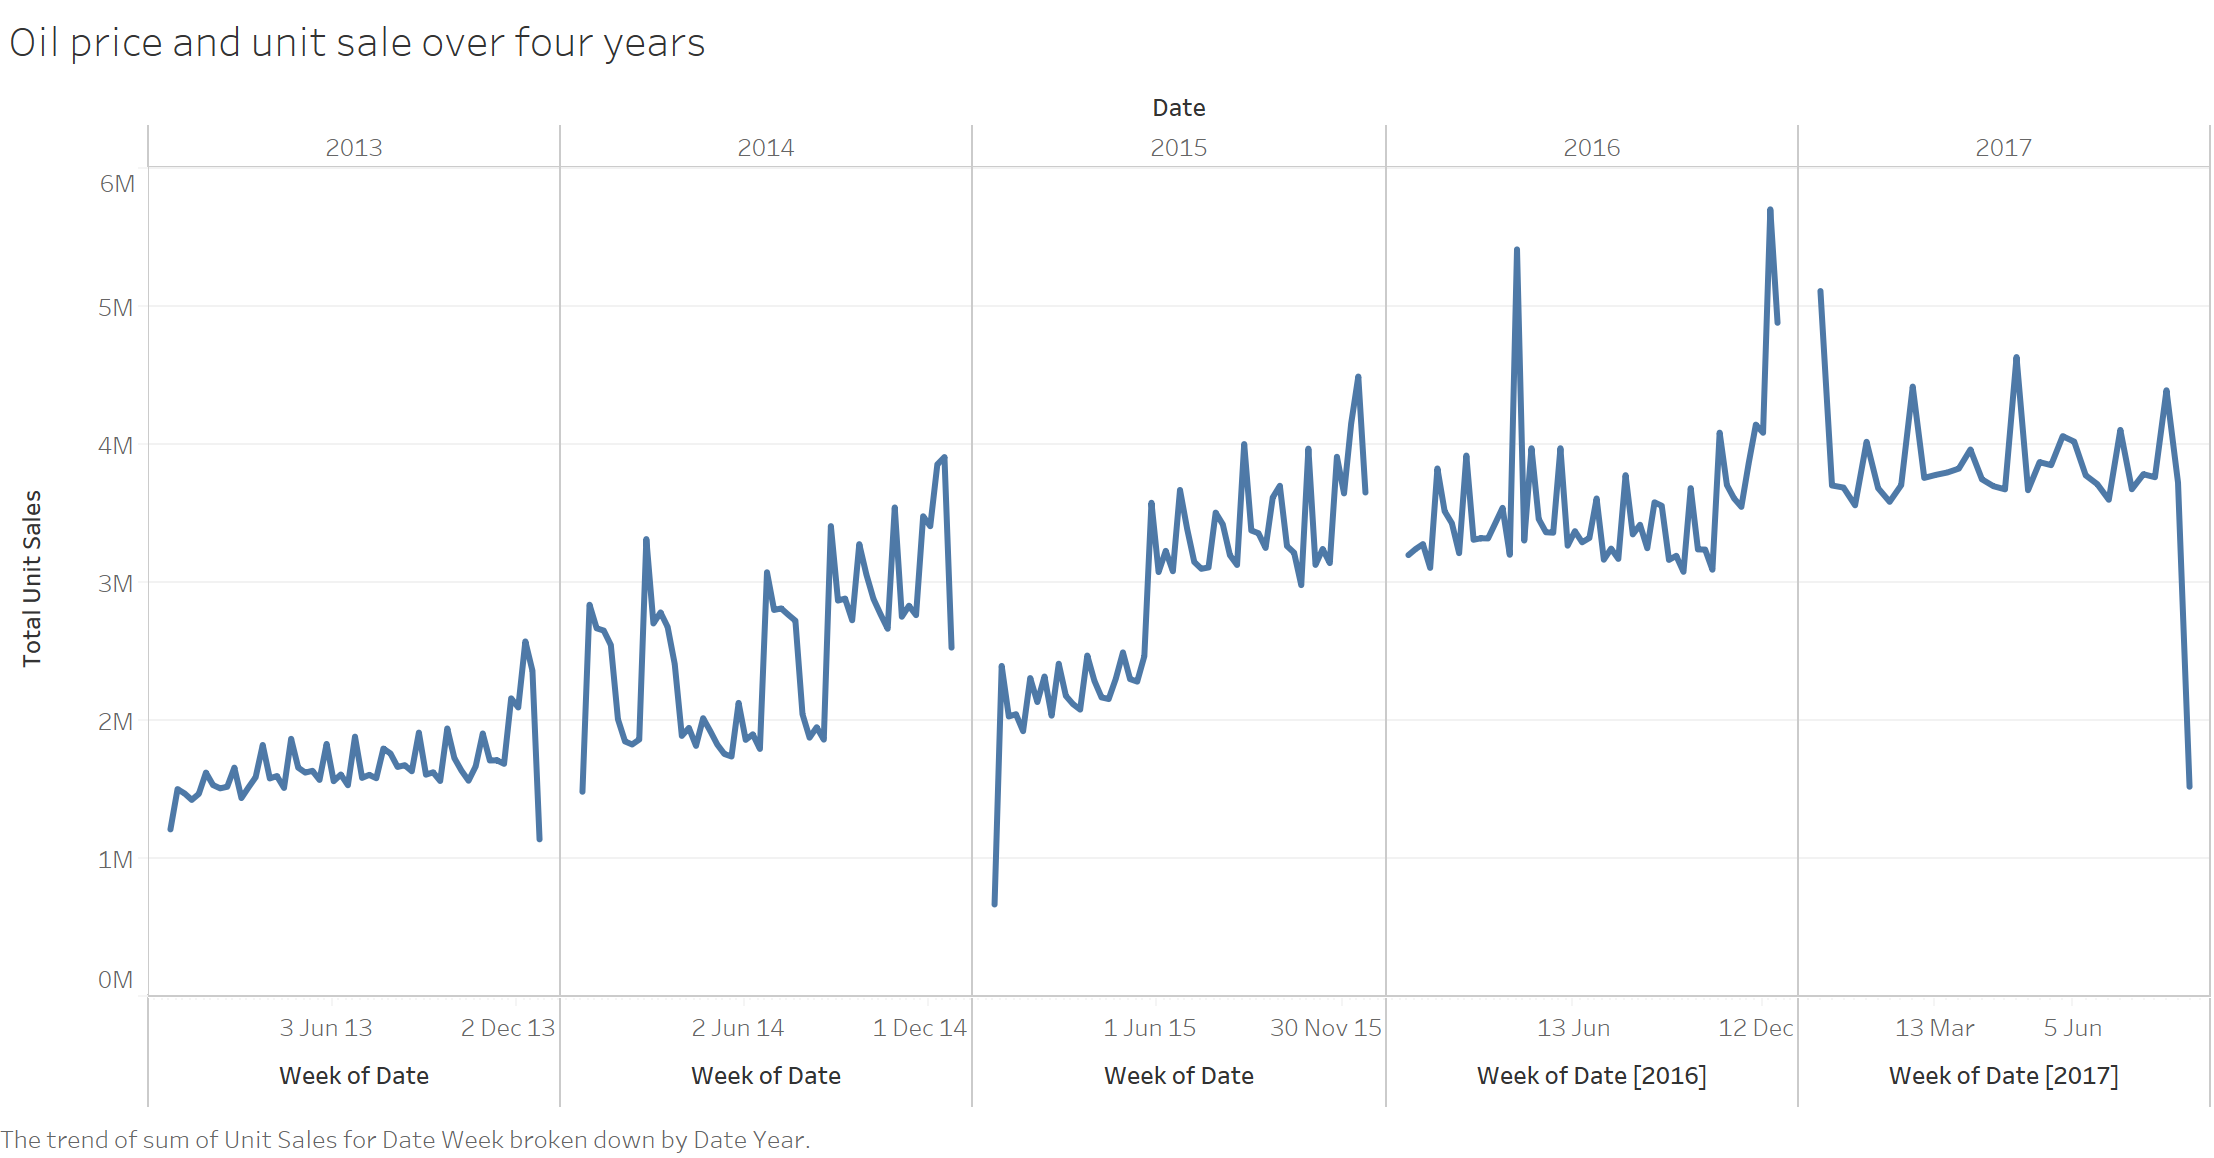 Oil price and unit sale over four years
Date
2013 2014 2015 2016 2017
6M
5M
4M
3M
2M
1M
0M
Total Unit Sales
3 Jun 13 2 Dec 13 2 Jun 14 1 Dec 14 1 Jun 15 30 Nov 15 13 Jun 12 Dec 13 Mar 5 Jun
Week of Date Week of Date Week of Date Week of Date [2016] Week of Date [2017]
The trend of sum of Unit Sales for Date Week broken down by Date Year.